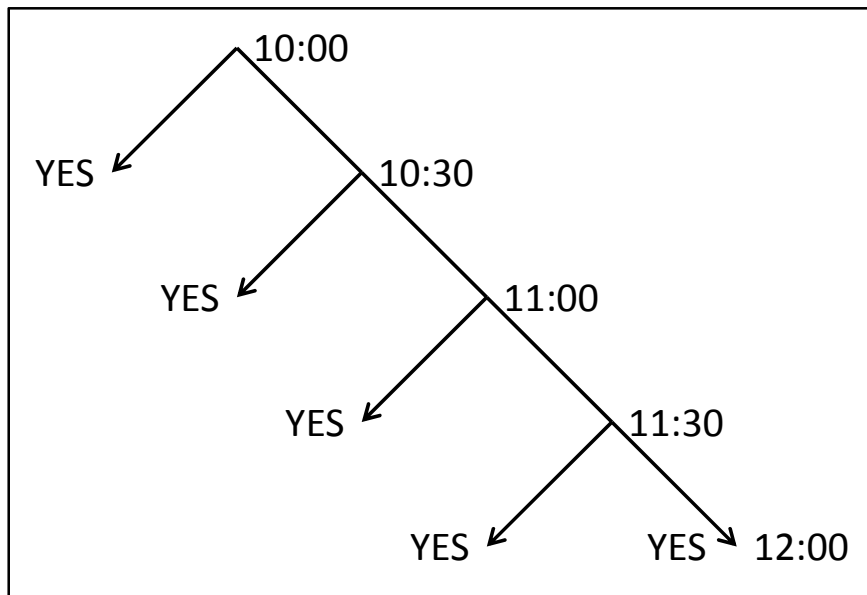 10:00
YES 10:30
YES 11:00
YES 11:30
YES YES 12:00